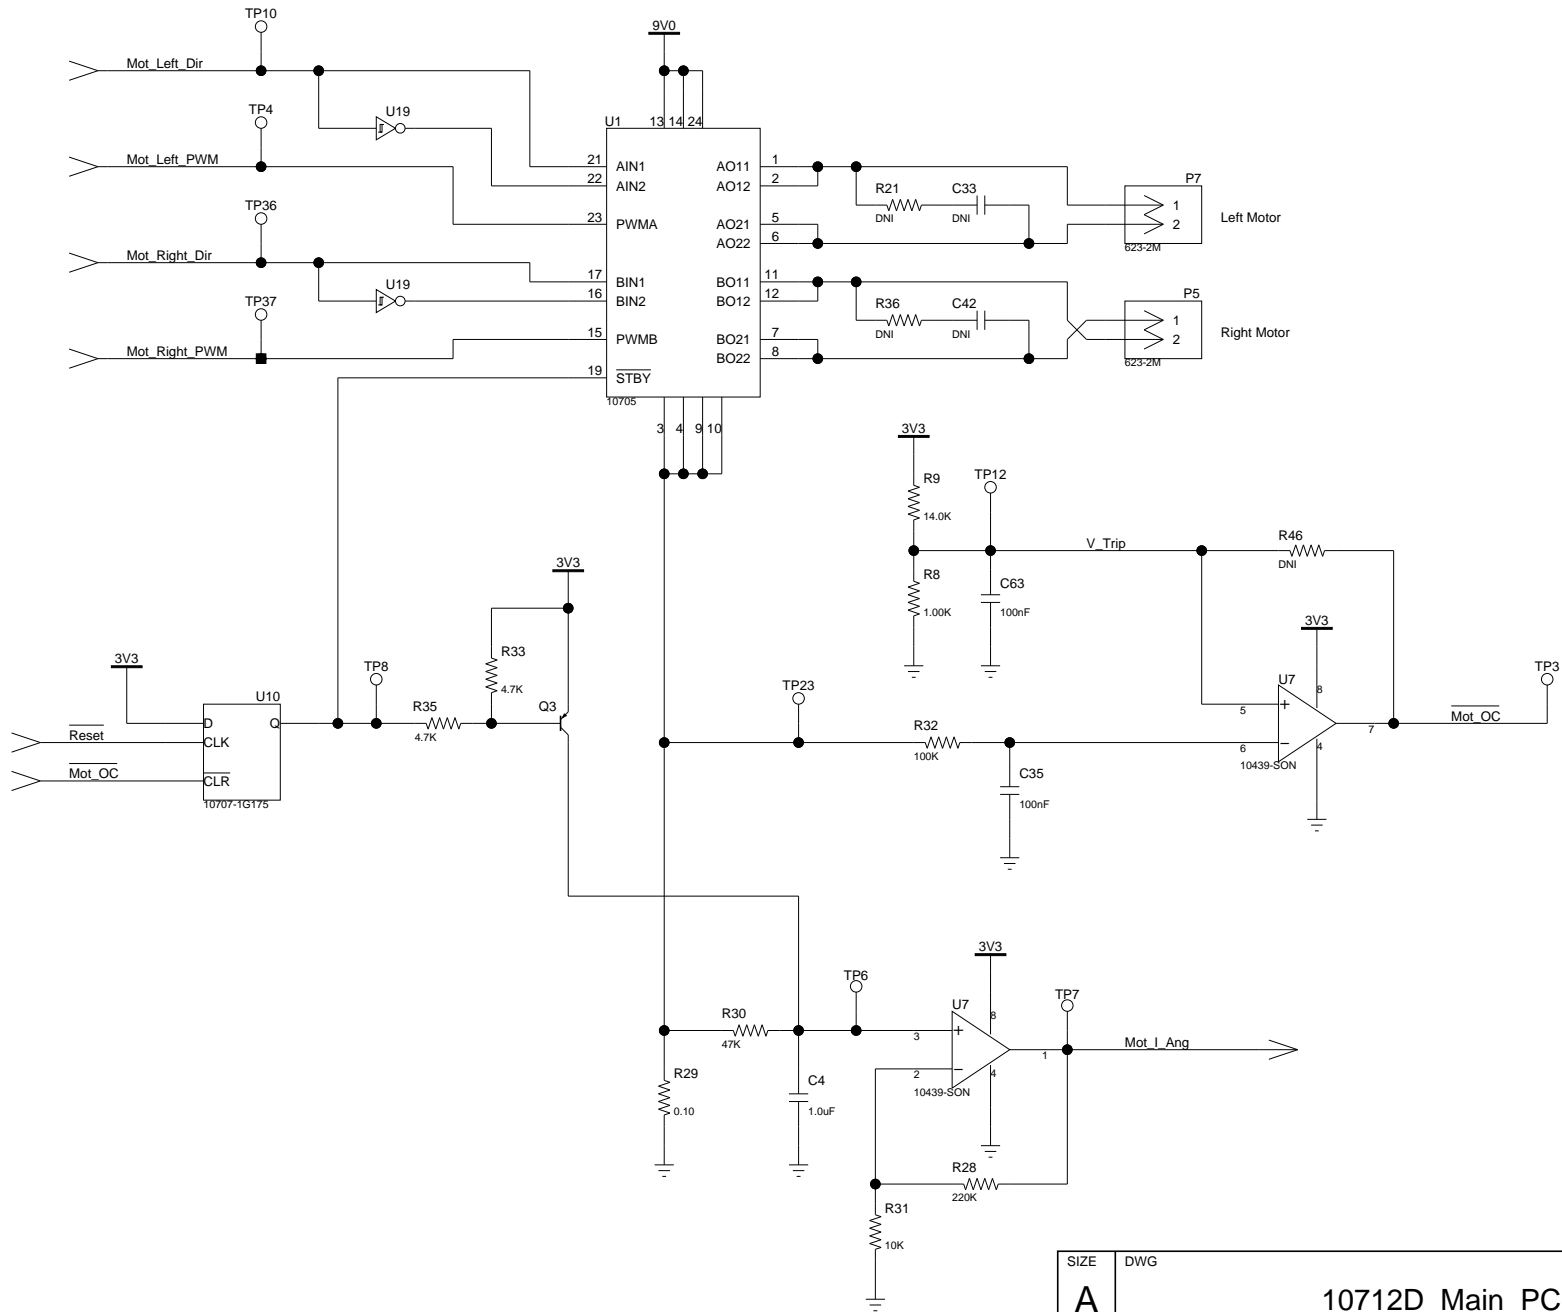 TP10
9V0
Mot_Left_Dir
TP4
U19
U1
13 14 24
Mot_Left_PWM
21 AIN1
AO11 1
22 AIN2
AO12 2
R21
DNI
C33
DNI
P7
1
2
623-2M
Left Motor
TP36
23 PWMA
AO21 5
AO22 6
Mot_Right_Dir
U19
17 BIN1
BO11 11
16 BIN2
BO12 12
R36
DNI
C42
DNI
P5
1
2
623-2M
Right Motor
TP37
15 PWMB
BO21 7
BO22 8
Mot_Right_PWM
19 STBY
10705
3 4 9 10
3V3
R9
14.0K
TP12
V_Trip
R46
DNI
R8
1.00K
C63
100nF
3V3
3V3
R33
4.7K
3V3
U10
TP8
R35
4.7K
Q3
D Q
CLK
CLR
10707-1G175
Reset
Mot_OC
TP23
R32
100K
C35
100nF
U7
8
5 +
6 −
4
7
10439-SON
Mot_OC
TP3
3V3
TP6
U7
8
3 +
2 −
4
1
10439-SON
TP7
Mot_I_Ang
R30
47K
R29
0.10
C4
1.0uF
R28
220K
R31
10K
SIZE DWG
A 10712D_Main_PC